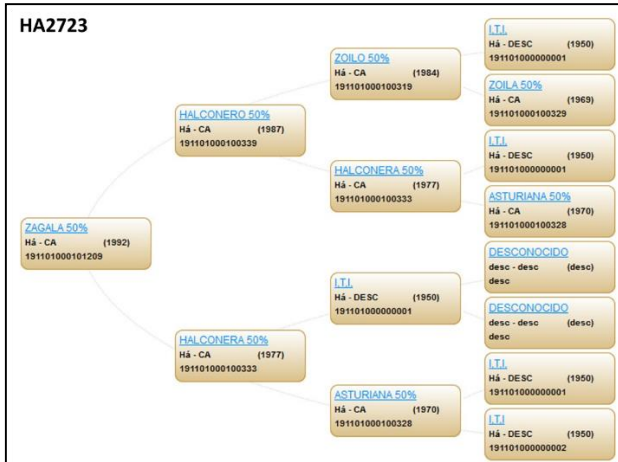 HA2723
I.T.I.
Há - DESC (1950)
191101000000001
ZOILO 50%
Há - CA (1984)
191101000100319
ZOILA 50%
Há - CA (1969)
191101000100329
HALCONERO 50%
Há - CA (1987)
191101000100339
I.T.I.
Há - DESC (1950)
191101000000001
HALCONERA 50%
Há - CA (1977)
191101000100333
ASTURIANA 50%
Há - CA (1970)
191101000100328
ZAGALA 50%
Há - CA (1992)
191101000101209
DESCONOCIDO
desc - desc (desc)
desc
I.T.I.
Há - DESC (1950)
191101000000001
DESCONOCIDO
desc - desc (desc)
desc
HALCONERA 50%
Há - CA (1977)
191101000100333
I.T.I.
Há - DESC (1950)
191101000000001
ASTURIANA 50%
Há - CA (1970)
191101000100328
I.T.I
Há - DESC (1950)
191101000000002